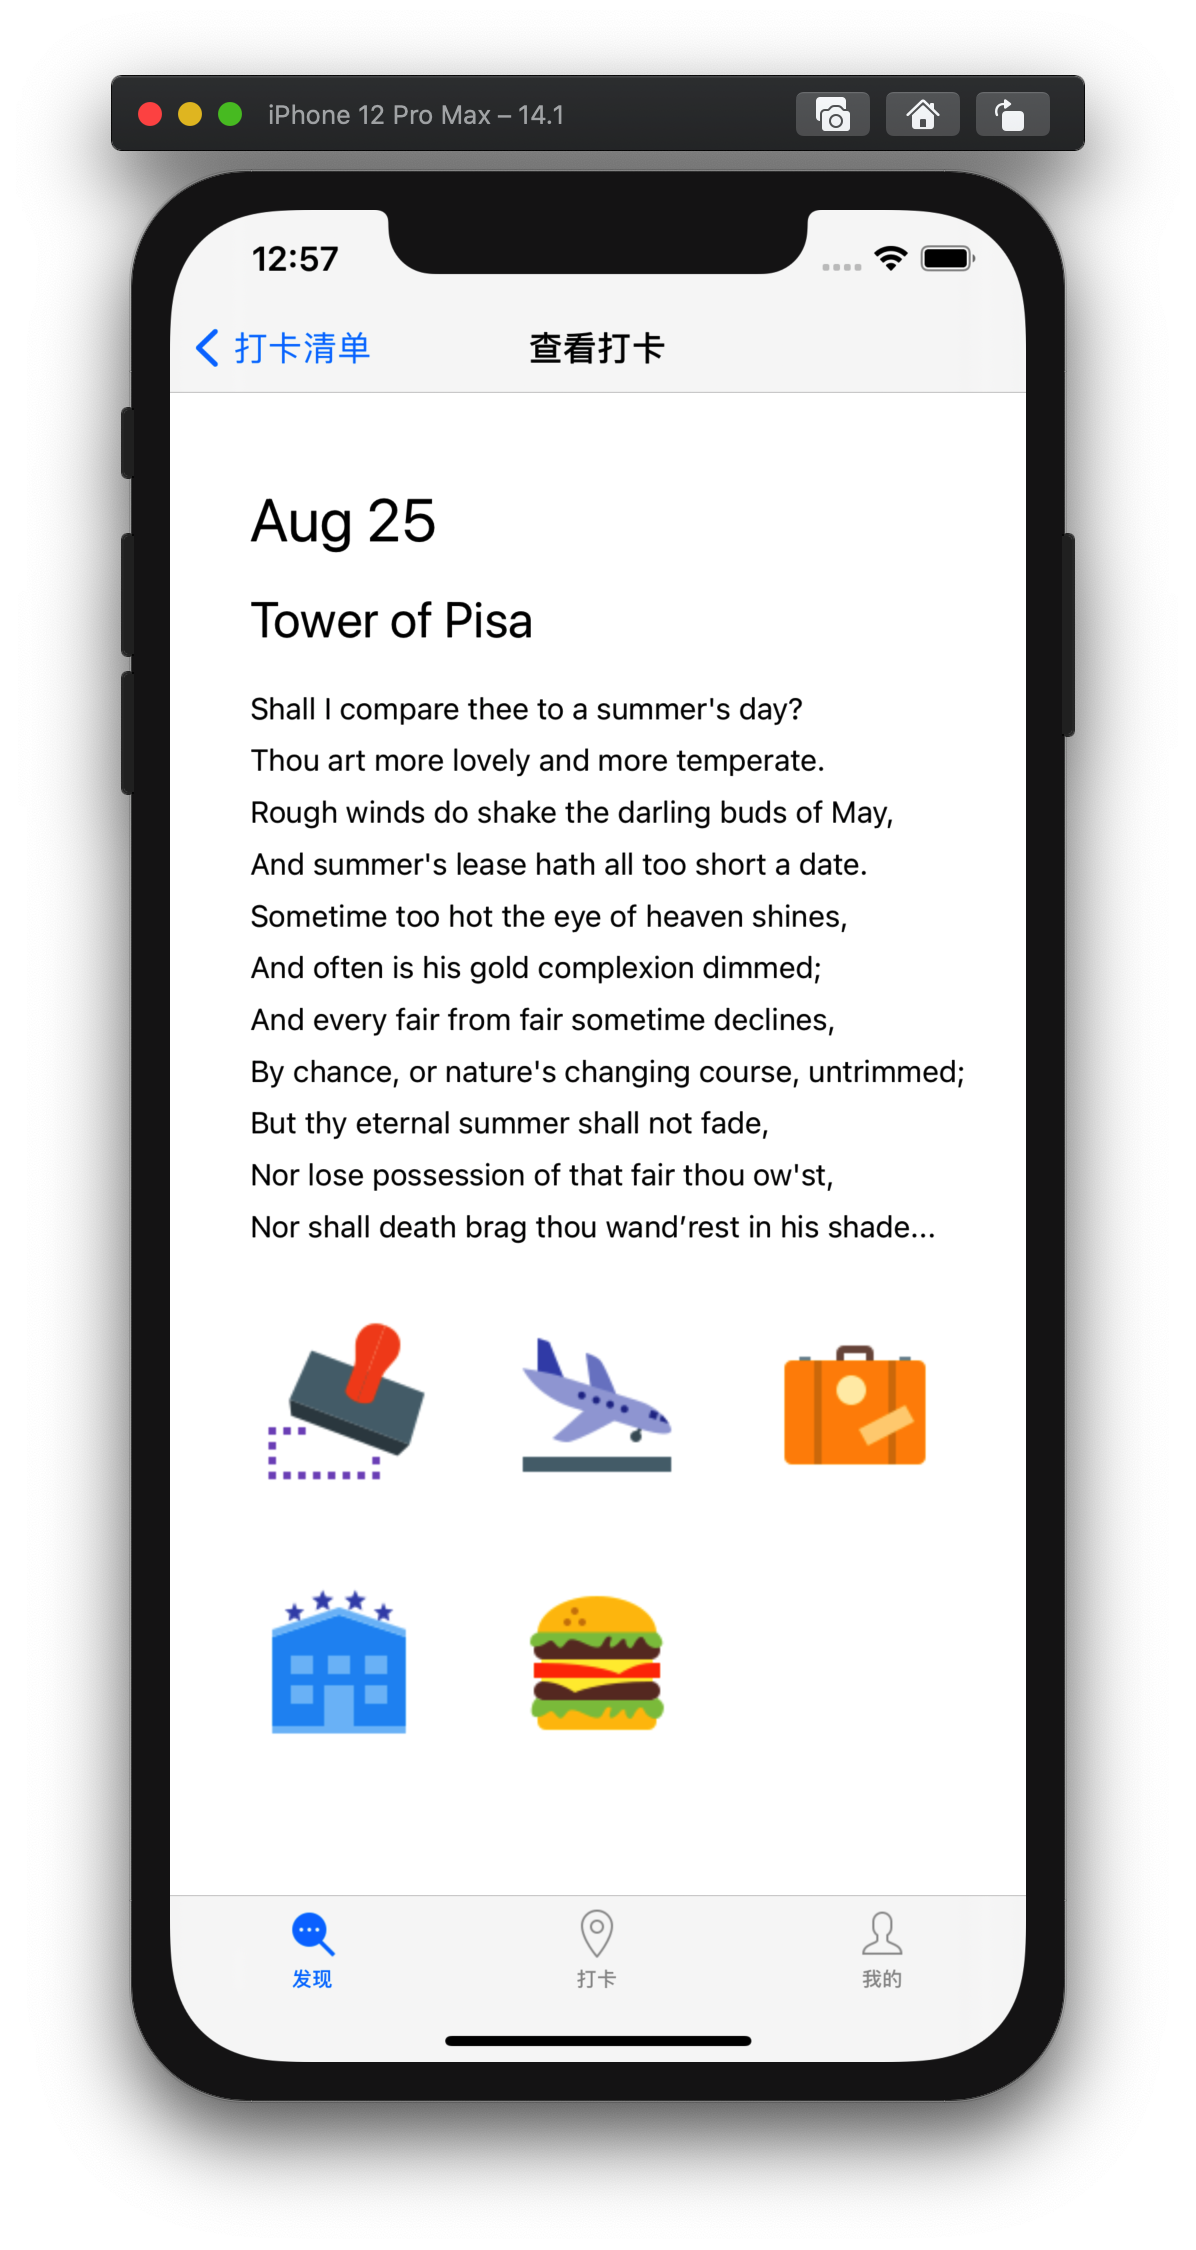 iPhone 12 Pro Max – 14.1
12:57
打卡清单
查看打卡
Aug 25
Tower of Pisa
Shall I compare thee to a summer's day?
Thou art more lovely and more temperate.
Rough winds do shake the darling buds of May,
And summer's lease hath all too short a date.
Sometime too hot the eye of heaven shines,
And often is his gold complexion dimmed;
And every fair from fair sometime declines,
By chance, or nature's changing course, untrimmed;
But thy eternal summer shall not fade,
Nor lose possession of that fair thou ow'st,
Nor shall death brag thou wand’rest in his shade...
发现
打卡
我的